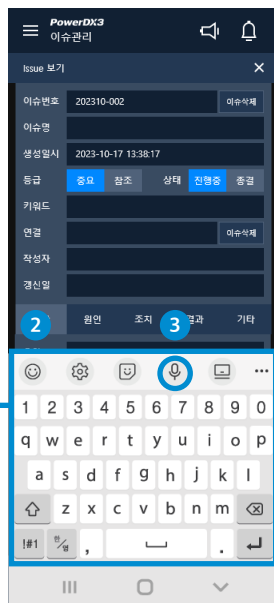 PowerDX3
이슈관리
Issue 보기
이슈번호 202310-002 이슈삭제
이슈명
생성일시 2023-10-17 13:38:17
등급 중요 참조 상태 진행중 종결
키워드
연결 이슈삭제
작성자
갱신일
2 원인 조치 3 결과 기타
1 2 3 4 5 6 7 8 9 0
q w e r t y u i o p
a s d f g h j k l
z x c v b n m
!#1 한/영 , .